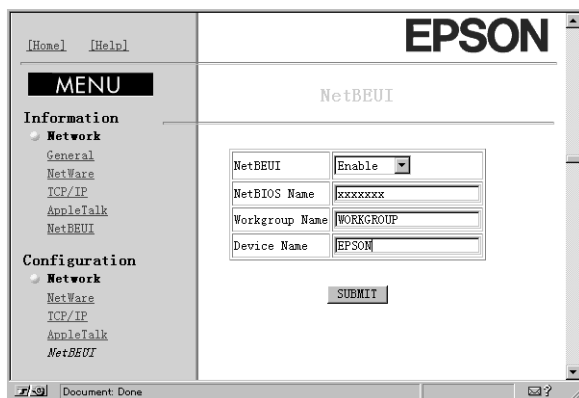 [Home] [Help]
EPSON
MENU
NetBEUI
Information
Network
General
NetWare
TCP/IP
AppleTalk
NetBEUI
Configuration
Network
NetWare
TCP/IP
AppleTalk
NetBEUI
NetBEUI Enable
NetBIOS Name xxxxxxx
Workgroup Name WORKGROUP
Device Name EPSON
SUBMIT
Document: Done